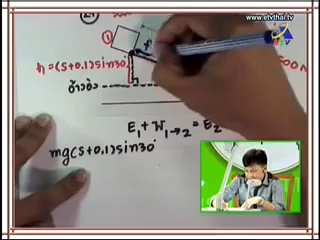 www.etvthai.tv
①
h = (s+0.1)sin30°
อ้างอิง
E₁ + W₁→₂ = E₂
mg(s+0.1)sin30°